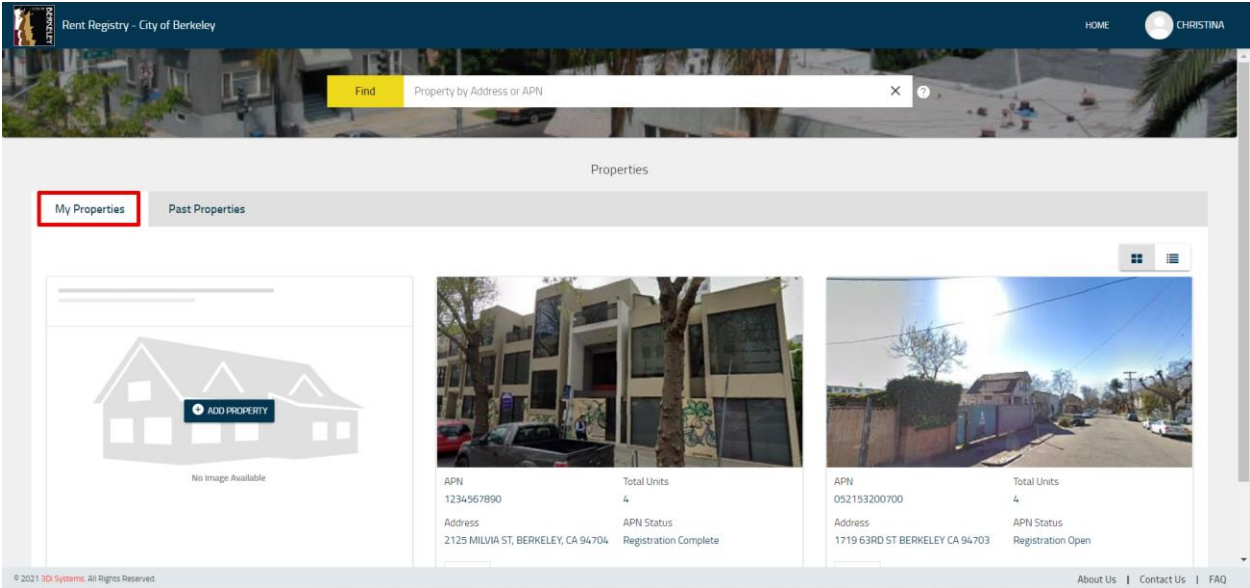 BERKELEY
Rent Registry - City of Berkeley
HOME
CHRISTINA
Find
Property by Address or APN
?
Properties
My Properties
Past Properties
ADD PROPERTY
No Image Available
APN
1234567890
Total Units
4
Address
2125 MILVIA ST, BERKELEY, CA 94704
APN Status
Registration Complete
APN
052153200700
Total Units
4
Address
1719 63RD ST BERKELEY CA 94703
APN Status
Registration Open
© 2021 3Di Systems. All Rights Reserved.
About Us | Contact Us | FAQ